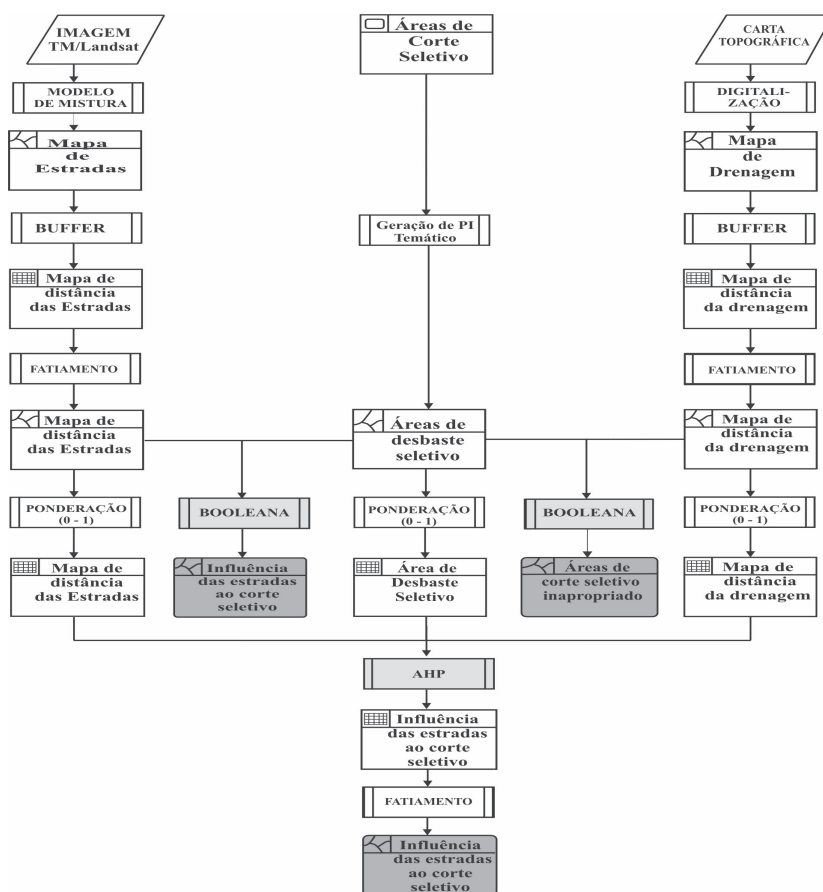 IMAGEM
TM/Landsat
Áreas de
Corte
Seletivo
CARTA
TOPOGRÁFICA
MODELO
DE MISTURA
DIGITALI-
ZAÇÃO
Mapa
de
Estradas
Mapa
de
Drenagem
BUFFER
Geração de PI
Temático
BUFFER
Mapa de
distância
das Estradas
Mapa de
distância
da drenagem
FATIAMENTO
FATIAMENTO
Mapa de
distância
das Estradas
Áreas de
desbaste
seletivo
Mapa de
distância
da drenagem
PONDERAÇÃO
(0 - 1)
BOOLEANA
PONDERAÇÃO
(0 - 1)
BOOLEANA
PONDERAÇÃO
(0 - 1)
Mapa de
distância
das Estradas
Influência
das estradas
ao corte
seletivo
Área de
Desbaste
Seletivo
Áreas de
corte seletivo
inapropriado
Mapa de
distância
da drenagem
AHP
Influência
das estradas
ao corte
seletivo
FATIAMENTO
Influência
das estradas
ao corte
seletivo